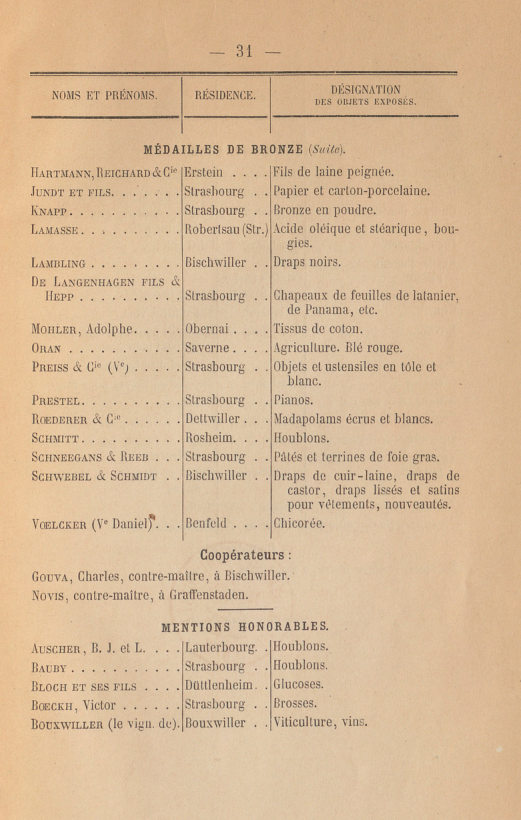 — 31 —
NOMS ET PRÉNOMS. RÉSIDENCE. DÉSIGNATION
DES OBJETS EXPOSÉS.
MÉDAILLES DE BRONZE (Suite).
HARTMANN, REICHARD & Cie Erstein . . . . Fils de laine peignée.
JUNDT ET FILS. . . . . . . Strasbourg . . Papier et carton-porcelaine.
KNAPP. . . . . . . . . . . Strasbourg . . Bronze en poudre.
LAMASSE . . . . . . . . . . Robertsau (Str.) Acide oléique et stéarique, bou-
gies.
LAMBLING . . . . . . . . . Bischwiller . . Draps noirs.
DE LANGENHAGEN FILS &
HEPP . . . . . . . . . . Strasbourg . . Chapeaux de feuilles de latanier,
de Panama, etc.
MOHLER, Adolphe. . . . . Obernai . . . . Tissus de coton.
ORAN . . . . . . . . . . . Saverne . . . . Agriculture. Blé rouge.
PREISS & Cie (Ve) . . . . . Strasbourg . . Objets et ustensiles en tôle et
blanc.
PRESTEL. . . . . . . . . . Strasbourg . . Pianos.
RŒDERER & Cie . . . . . . Dettwiller . . . Madapolams écrus et blancs.
SCHMITT . . . . . . . . . . Rosheim. . . . Houblons.
SCHNEEGANS & REEB . . . Strasbourg . . Pâtés et terrines de foie gras.
SCHWEBEL & SCHMIDT . . Bischwiller . . Draps de cuir-laine, draps de
castor, draps lissés et satins
pour vêtements, nouveautés.
VŒLCKER (Ve Daniel). . . Benfeld . . . . Chicorée.
Coopérateurs :
GOUVA, Charles, contre-maître, à Bischwiller.
NOVIS, contre-maître, à Graffenstaden.
MENTIONS HONORABLES.
AUSCHER, B. J. et L. . . . . Lauterbourg. . Houblons.
BAUBY . . . . . . . . . . . Strasbourg . . Houblons.
BLOCH ET SES FILS . . . . Düttlenheim. . Glucoses.
BŒCKH, Victor . . . . . . Strasbourg . . Brosses.
BOUXWILLER (le vign. de). Bouxwiller . . Viticulture, vins.